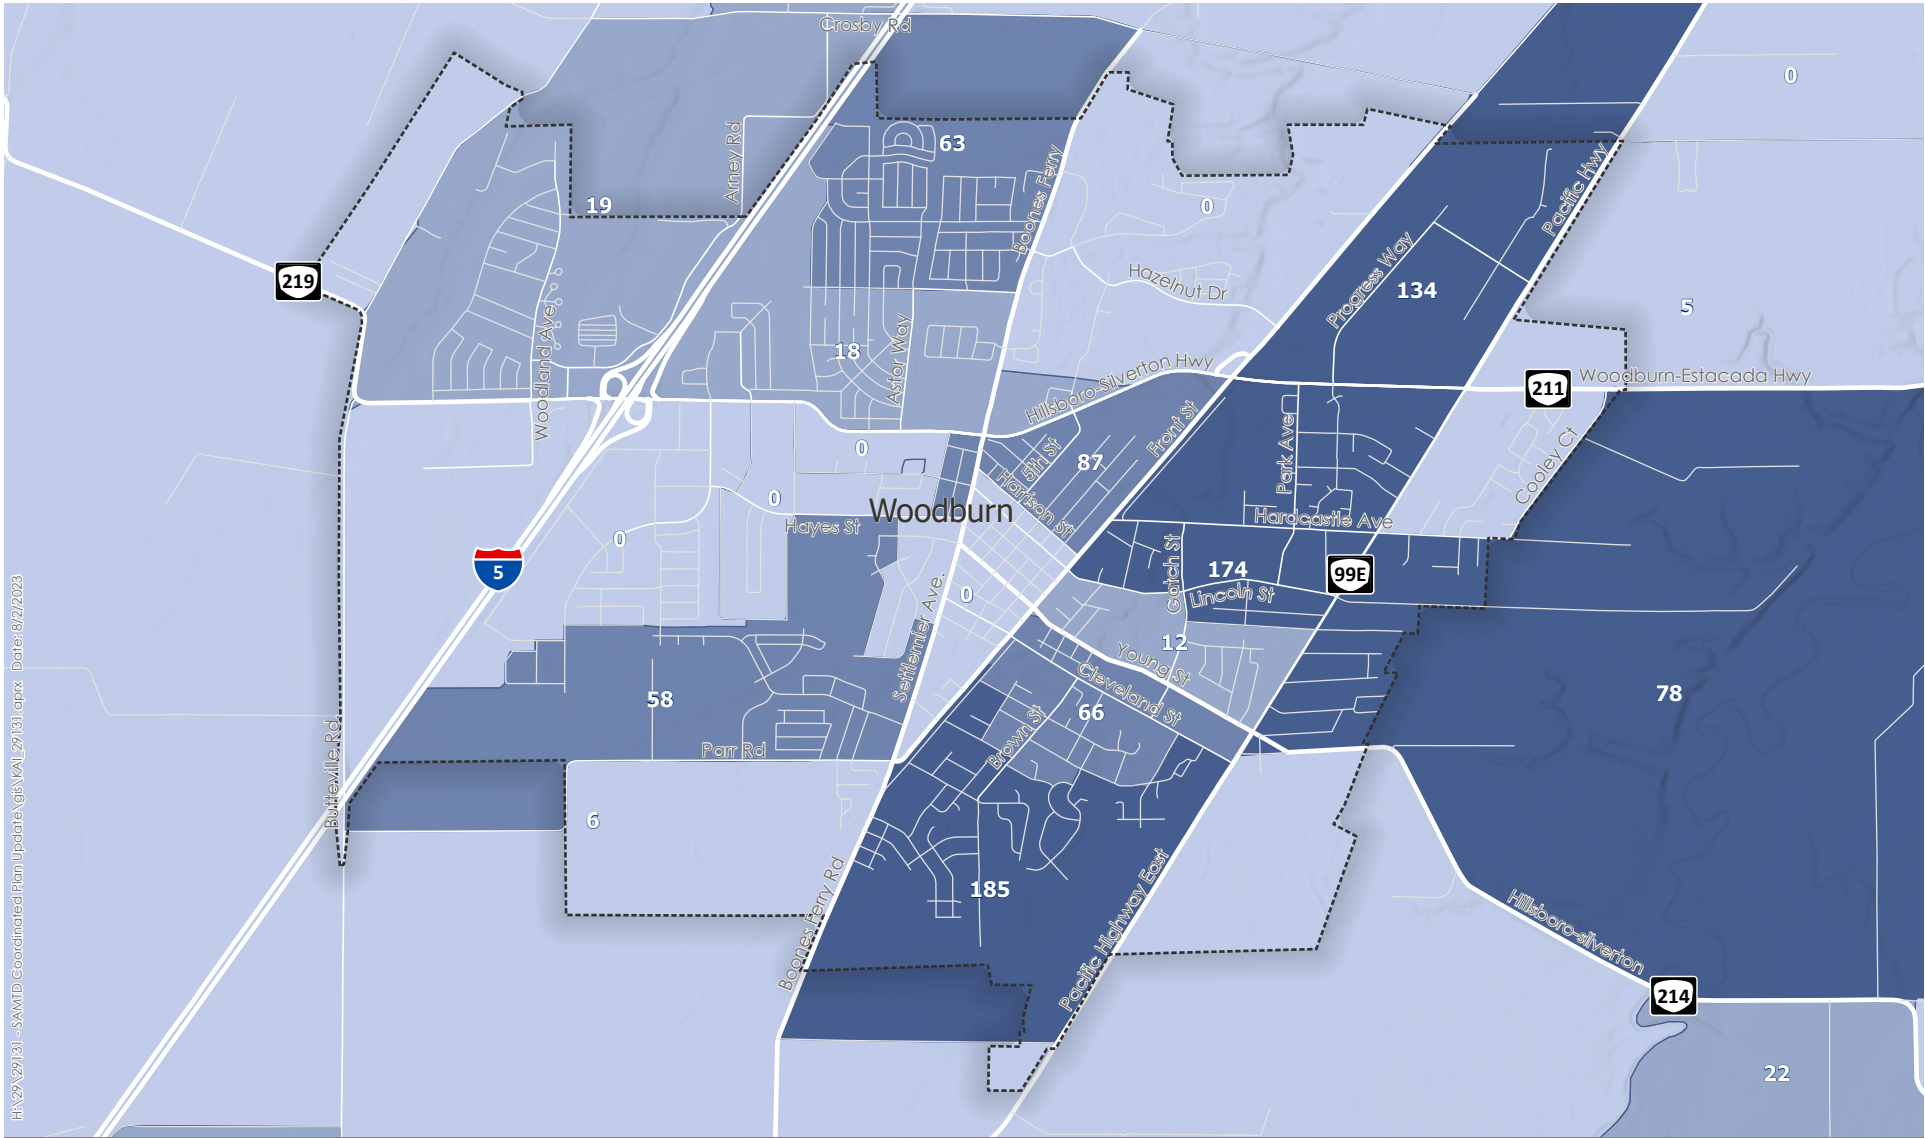 Crosby Rd
0
63
Arney Rd
19
Boones Ferry
0
Pacific Hwy
219
Hazelnut Dr
Progress Way
134
5
Woodland Ave
18
Astor Way
Hillsboro-Silverton Hwy
211
Woodburn-Estacada Hwy
0
5th St
87
Front St
Park Ave
Cooley Ct
0
Harrison St
Woodburn
Hayes St
Hardcastle Ave
0
5
Gatch St
174
99E
Settlemier Ave.
0
Lincoln St
12
Young St
Cleveland St
58
66
78
Brown St
Parr Rd
Butteville Rd
6
185
Boones Ferry Rd
Pacific Highway East
Hillsboro-silverton
214
22
H:\29\29131 - SAMTD Coordinated Plan Update\gis\KAI_29131.aprx Date: 8/2/2023